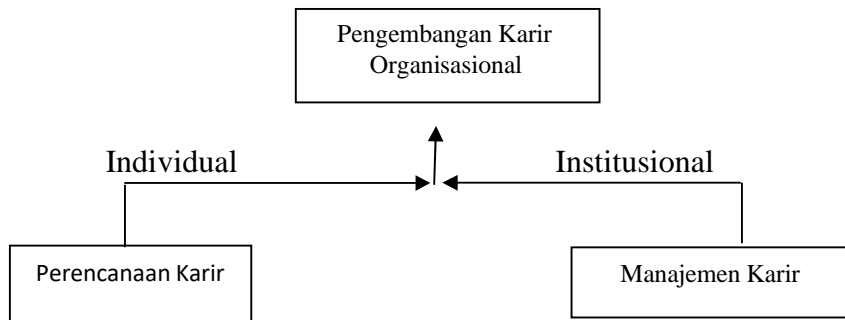 Pengembangan Karir
Organisasional
Individual
Institusional
Perencanaan Karir
Manajemen Karir